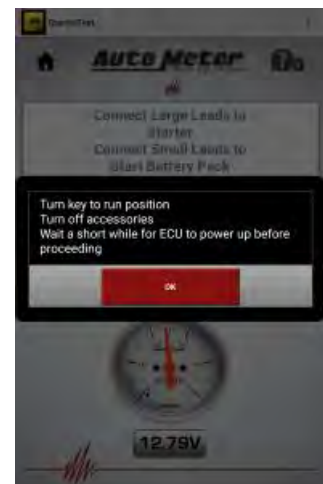 Auto Meter
Connect Large Leads to
Starter
Connect Small Leads to
Start Battery Pack
Turn key to run position
Turn off accessories
Wait a short while for ECU to power up before
proceeding
OK
12.79V